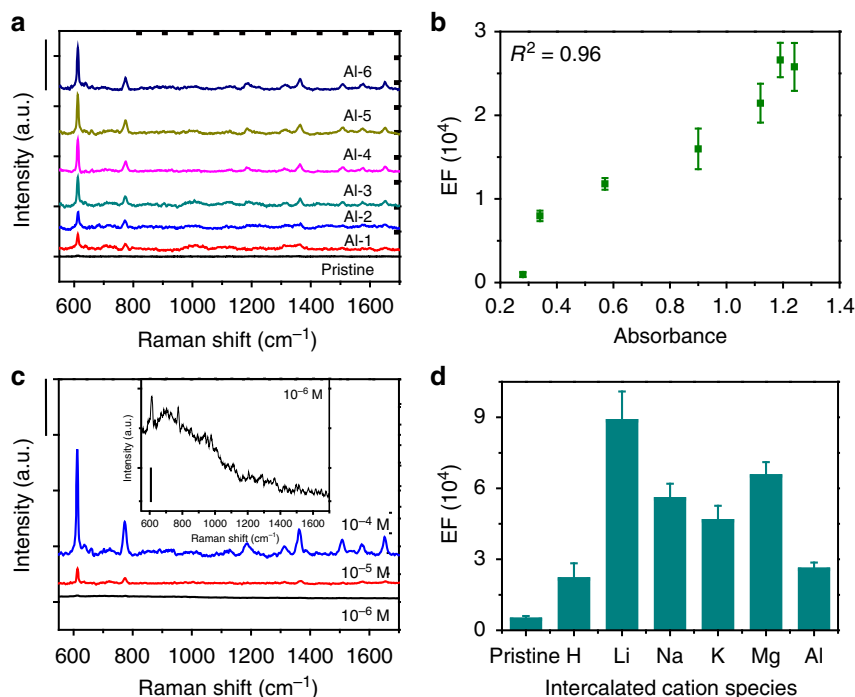 a
Intensity (a.u.)
Al-6
Al-5
Al-4
Al-3
Al-2
Al-1
Pristine
600 800 1000 1200 1400 1600
Raman shift (cm⁻¹)
b
R² = 0.96
EF (10⁴)
3
2
1
0
0.2 0.4 0.6 0.8 1.0 1.2 1.4
Absorbance
c
Intensity (a.u.)
10⁻⁶ M
Intensity (a.u.)
600 800 1000 1200 1400 1600
Raman shift (cm⁻¹)
10⁻⁴ M
10⁻⁵ M
10⁻⁶ M
600 800 1000 1200 1400 1600
Raman shift (cm⁻¹)
d
EF (10⁴)
9
6
3
0
Pristine H Li Na K Mg Al
Intercalated cation species